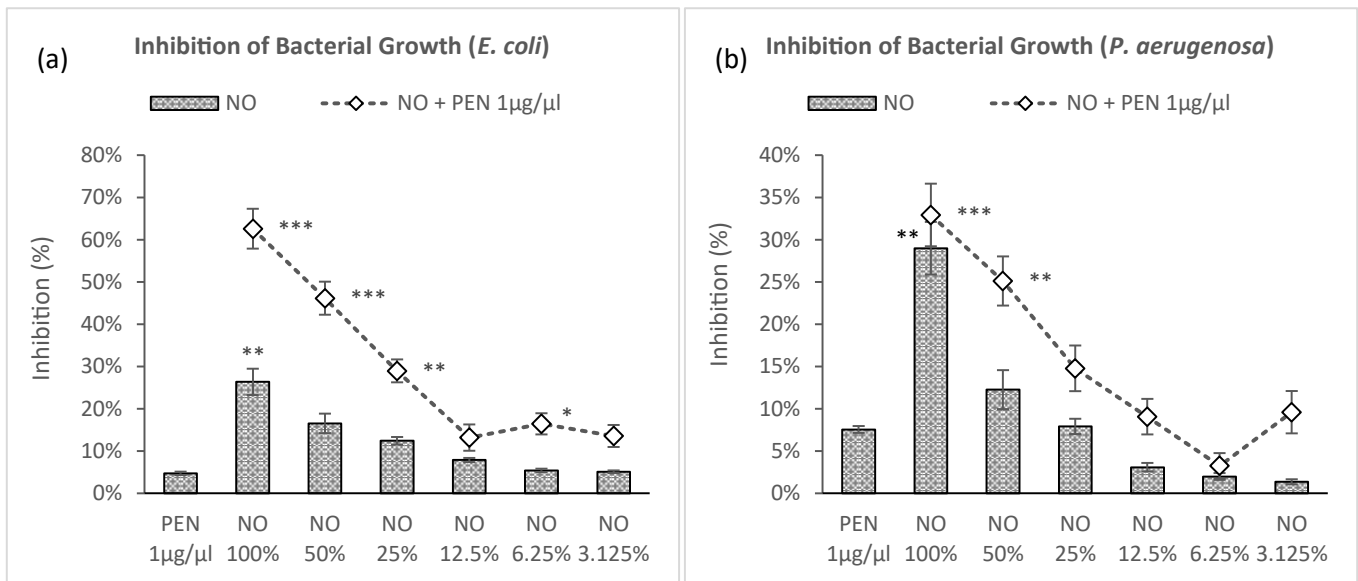 (a)
Inhibition of Bacterial Growth (E. coli)
NO
NO + PEN 1µg/µl
80%
70%
60%
50%
40%
30%
20%
10%
0%
Inhibition (%)
***
***
**
**
*
PEN NO NO NO NO NO NO
1µg/µl 100% 50% 25% 12.5% 6.25% 3.125%
(b)
Inhibition of Bacterial Growth (P. aerugenosa)
NO
NO + PEN 1µg/µl
40%
35%
30%
25%
20%
15%
10%
5%
0%
Inhibition (%)
***
**
**
PEN NO NO NO NO NO NO
1µg/µl 100% 50% 25% 12.5% 6.25% 3.125%